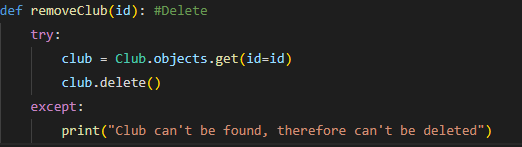 def removeClub(id): #Delete
    try:
        club = Club.objects.get(id=id)
        club.delete()
    except:
        print("Club can't be found, therefore can't be deleted")